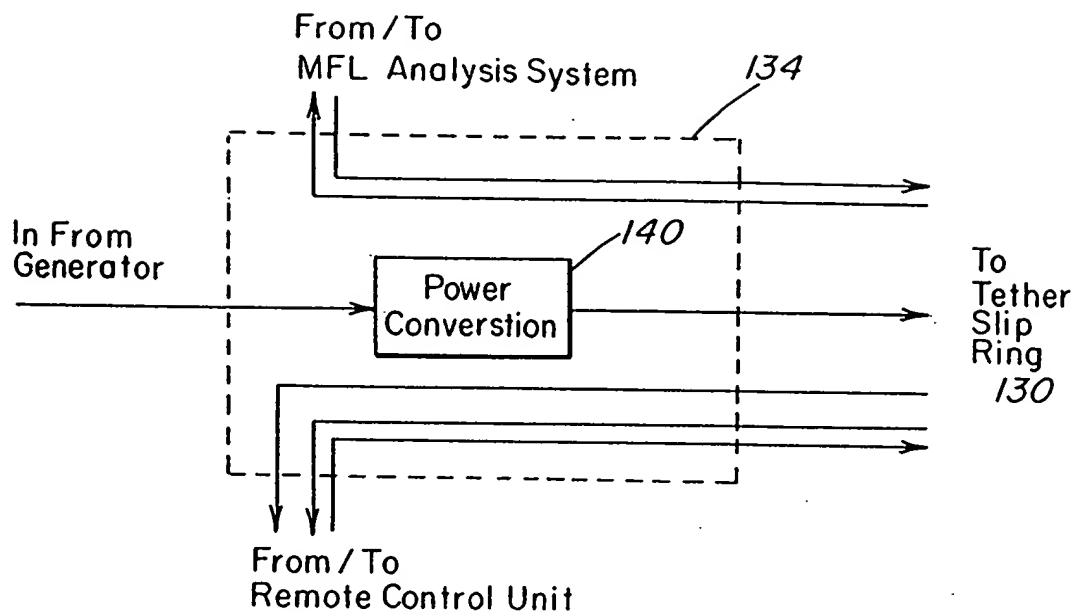 From / To
MFL Analysis System
134
In From
Generator
140
Power
Converstion
To
Tether
Slip
Ring
130
From / To
Remote Control Unit